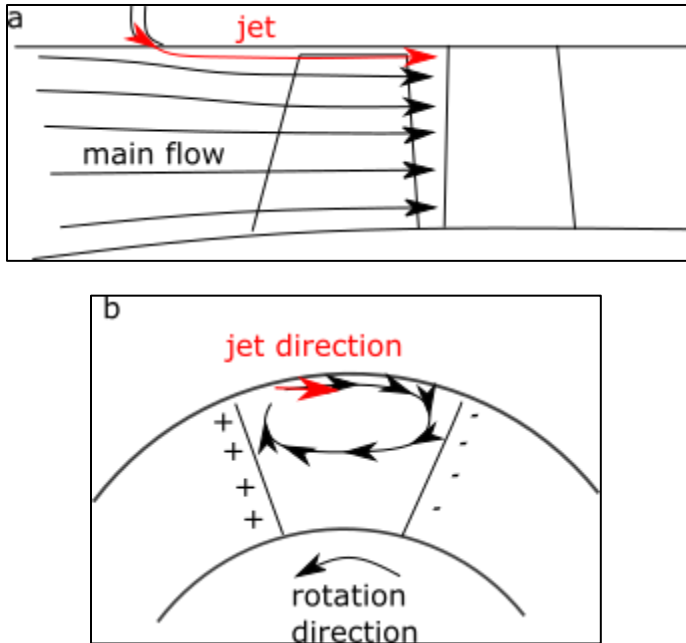 a
jet
main flow
b
jet direction
+ -
+ -
+ -
+ -
rotation
direction